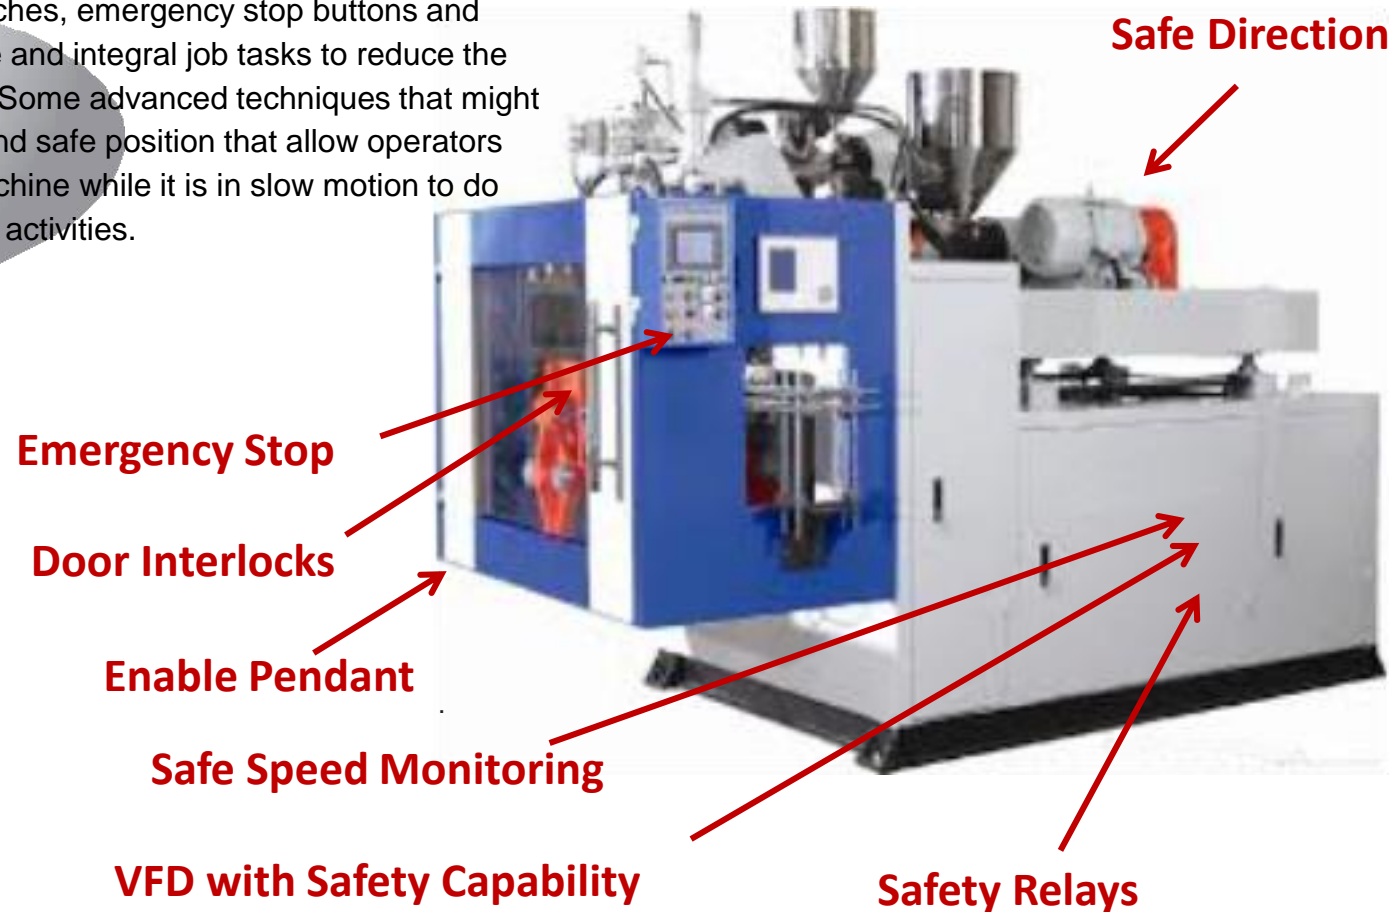 ches, emergency stop buttons and
e and integral job tasks to reduce the
Some advanced techniques that might
nd safe position that allow operators
chine while it is in slow motion to do
activities.
Safe Direction
Emergency Stop
Door Interlocks
Enable Pendant
.
Safe Speed Monitoring
VFD with Safety Capability
Safety Relays